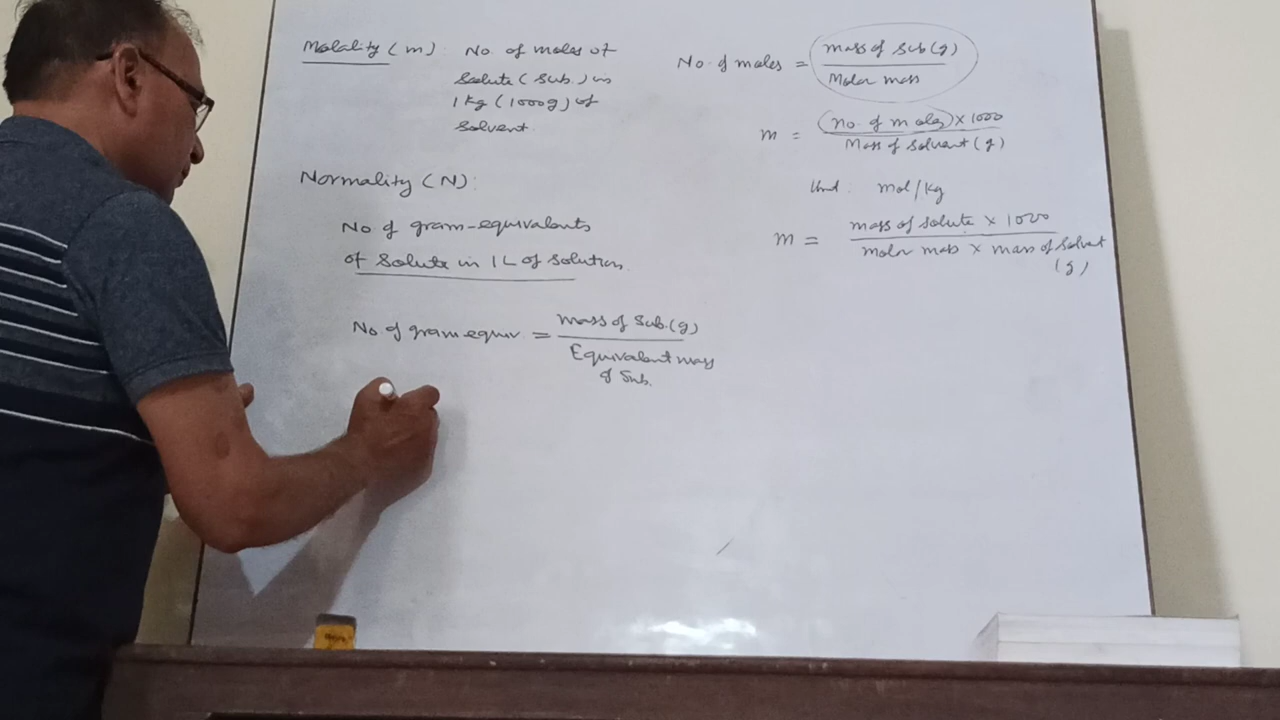 Molality (m): No. of moles of
Solute (Sub.) in
1 Kg (1000g) of
Solvent.
Normality (N):
No of gram-equivalents
of Solute in 1 L of Solution.
No. of gram equiv. = mass of Sub.(g)
Equivalent mass
of Sub.
No. of moles = mass of Sub(g)
Molar mass
m = (No. of moles) × 1000
Mass of Solvent (g)
Unit: mol/kg
m = mass of solute × 1000
molar mass × mass of Solvent
(g)